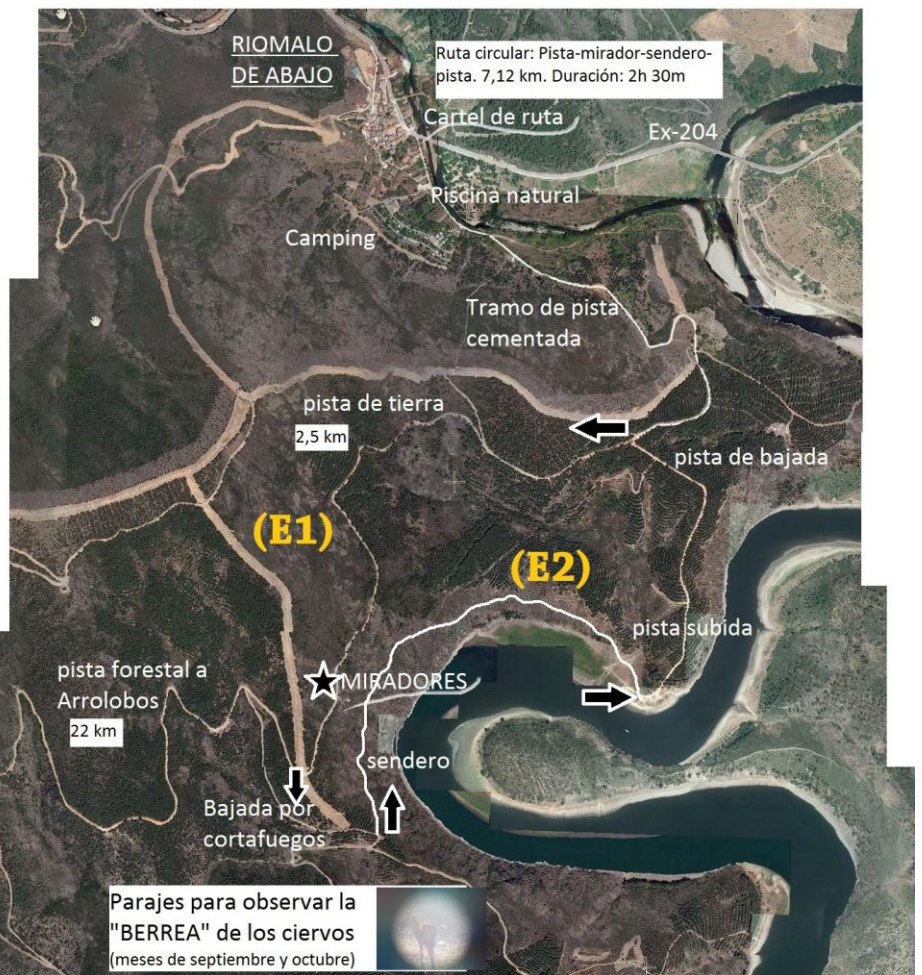 RIOMALO
DE ABAJO
Ruta circular: Pista-mirador-sendero-
pista. 7,12 km. Duración: 2h 30m
Cartel de ruta
Ex-204
Piscina natural
Camping
Tramo de pista
cementada
pista de tierra
2,5 km
pista de bajada
(E1)
(E2)
pista subida
pista forestal a
Arrolobos
22 km
MIRADORES
sendero
Bajada por
cortafuegos
Parajes para observar la
"BERREA" de los ciervos
(meses de septiembre y octubre)